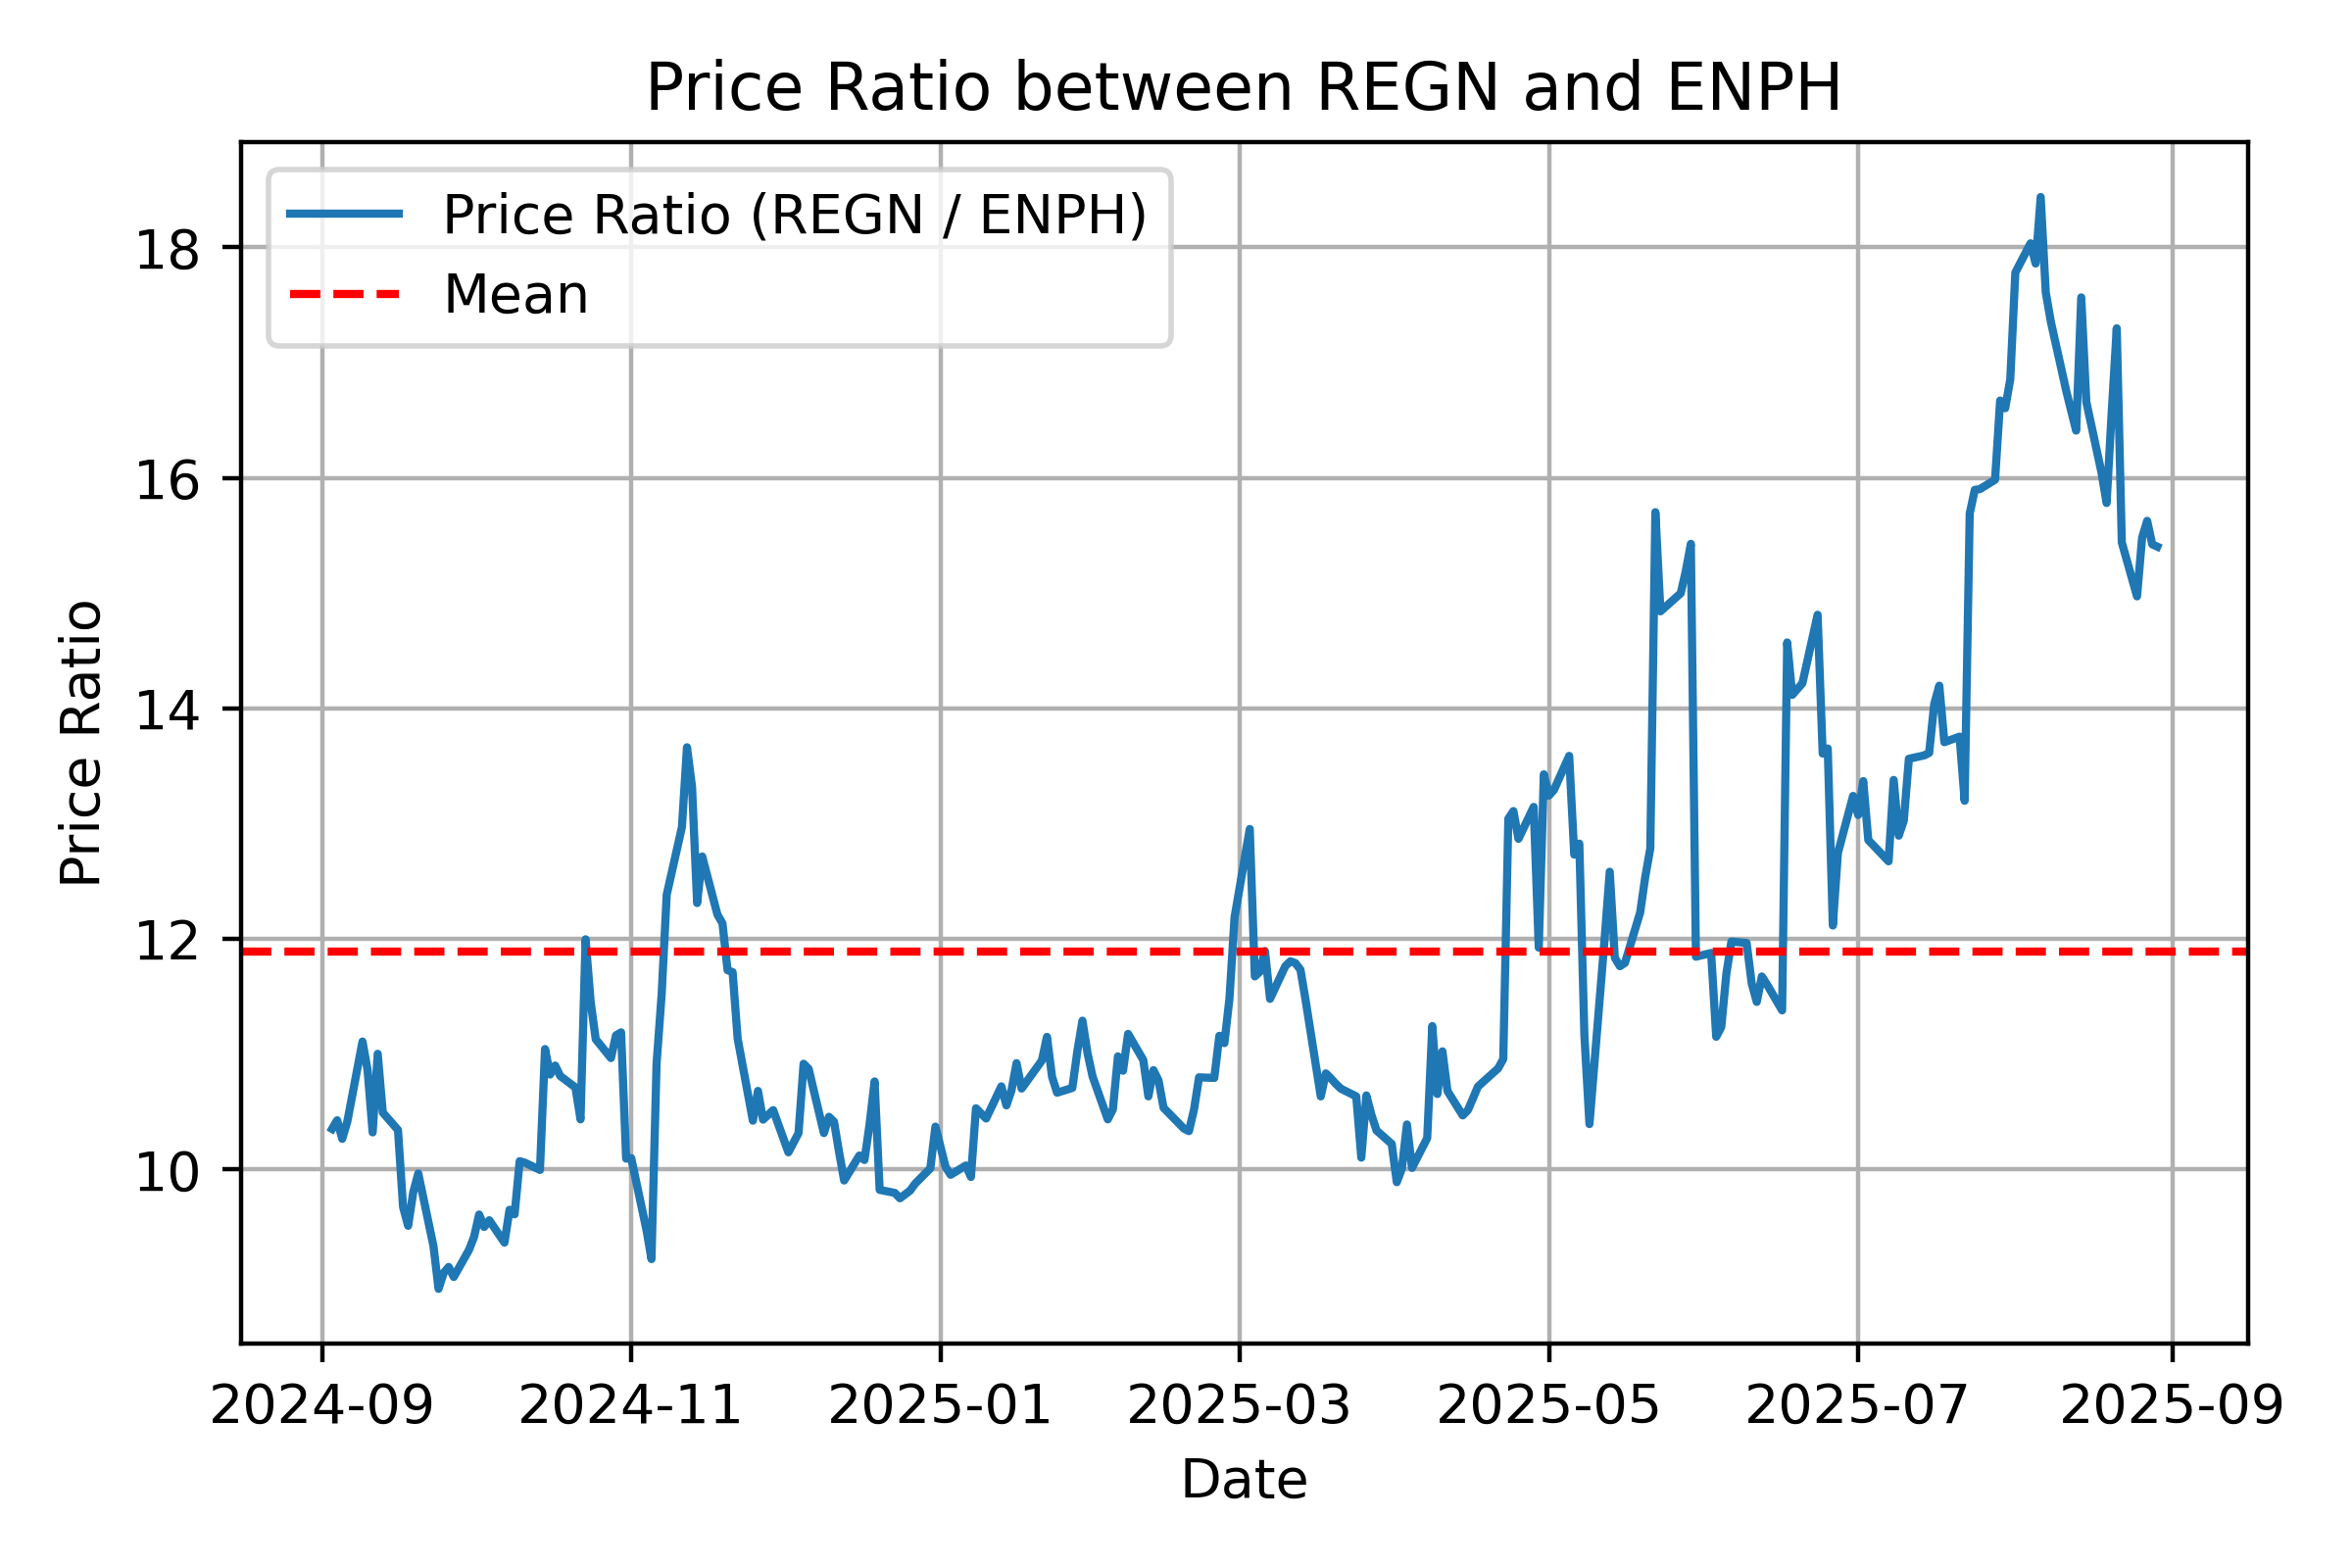 Price Ratio between REGN and ENPH
Price Ratio (REGN / ENPH)
Mean
18
16
14
12
10
Price Ratio
2024-09 2024-11 2025-01 2025-03 2025-05 2025-07 2025-09
Date